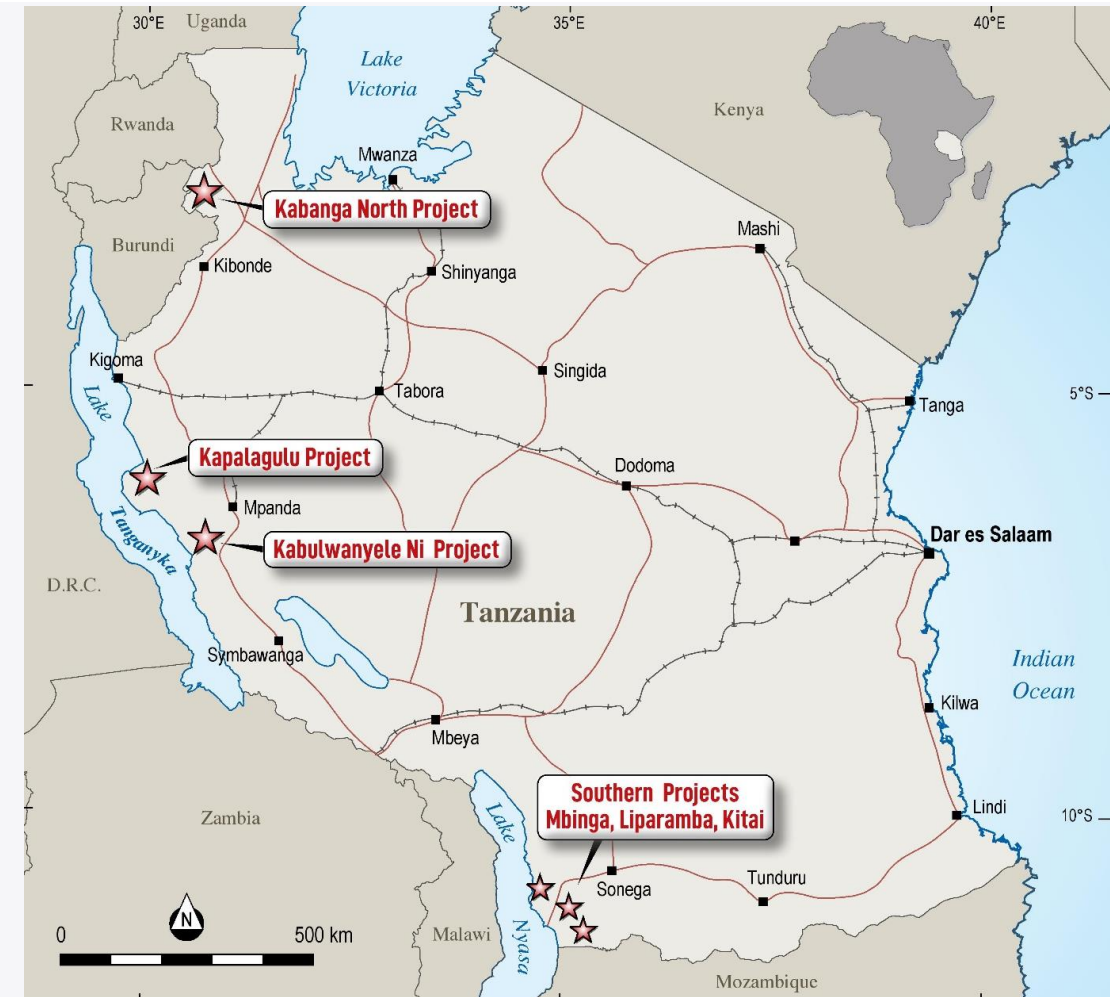 30°E
35°E
40°E
Uganda
Lake
Victoria
Kenya
Rwanda
Mwanza
Kabanga North Project
Mashi
Burundi
Kibonde
Shinyanga
Kigoma
Singida
Tabora
5°S
Tanga
Lake
Tanganyka
Kapalagulu Project
Dodoma
Mpanda
Kabulwanyele Ni Project
Dar es Salaam
D.R.C.
Tanzania
Symbawanga
Indian
Ocean
Kilwa
Mbeya
Southern Projects
Mbinga, Liparamba, Kitai
Zambia
Lake
Nyasa
Lindi
10°S
Sonega
Tunduru
N
0
500 km
Malawi
Mozambique